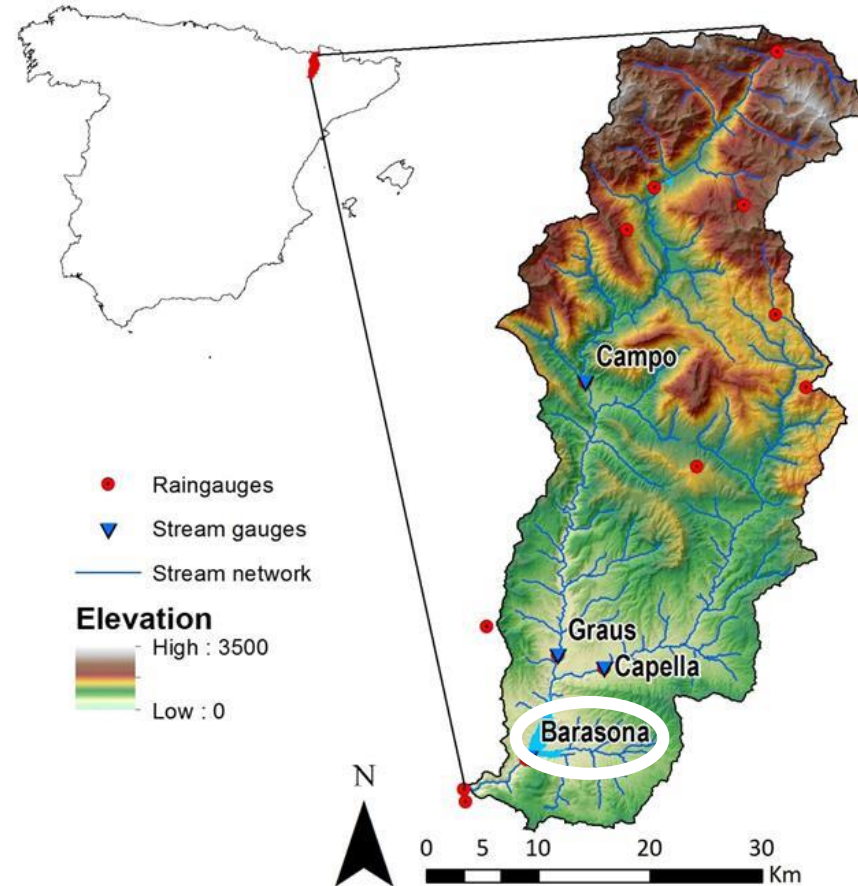 Campo
Raingauges
Stream gauges
Stream network
Elevation
High : 3500
Low : 0
Graus
Capella
Barasona
N
0 5 10 20 30
Km